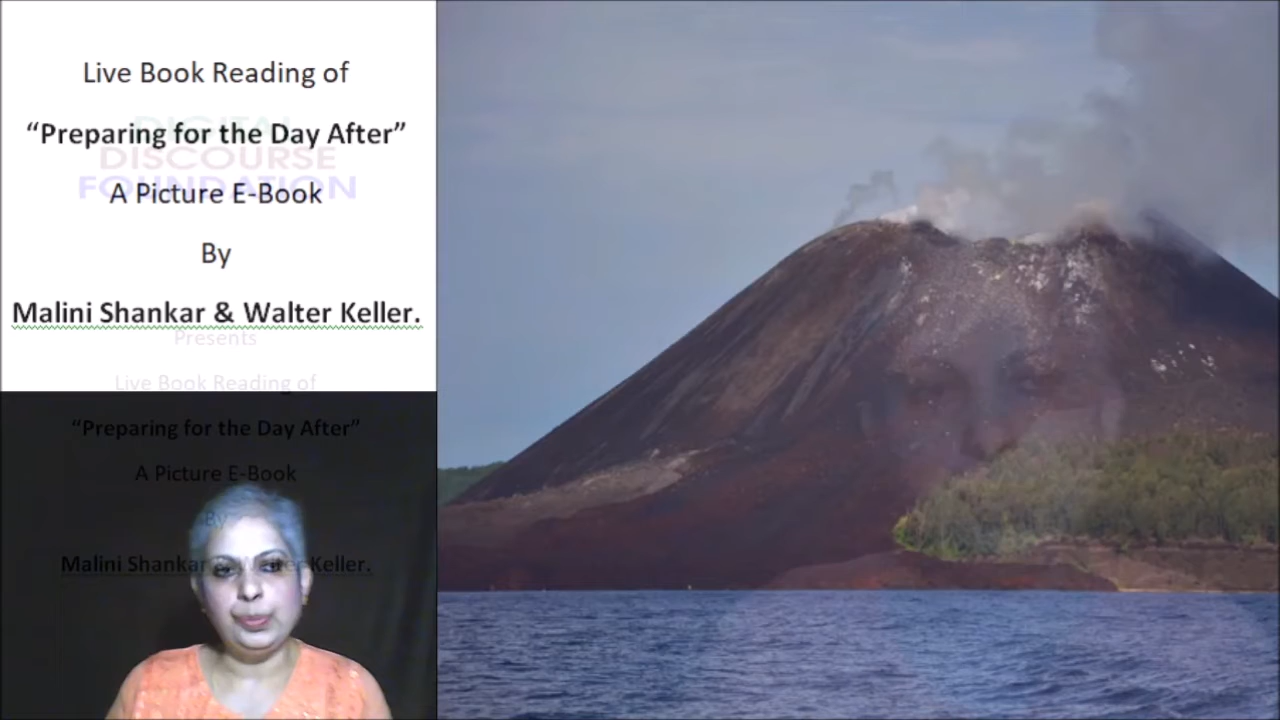 Live Book Reading of
“Preparing for the Day After”
DIGITAL
DISCOURSE
FOUNDATION
A Picture E-Book
By
Malini Shankar & Walter Keller.
Presents
Live Book Reading of
“Preparing for the Day After”
A Picture E-Book
By
Malini Shankar & Walter Keller.